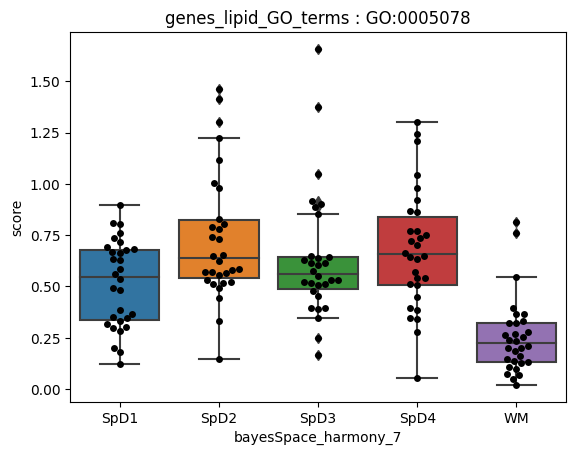 genes_lipid_GO_terms : GO:0005078
score
1.50
1.25
1.00
0.75
0.50
0.25
0.00
SpD1 SpD2 SpD3 SpD4 WM
bayesSpace_harmony_7